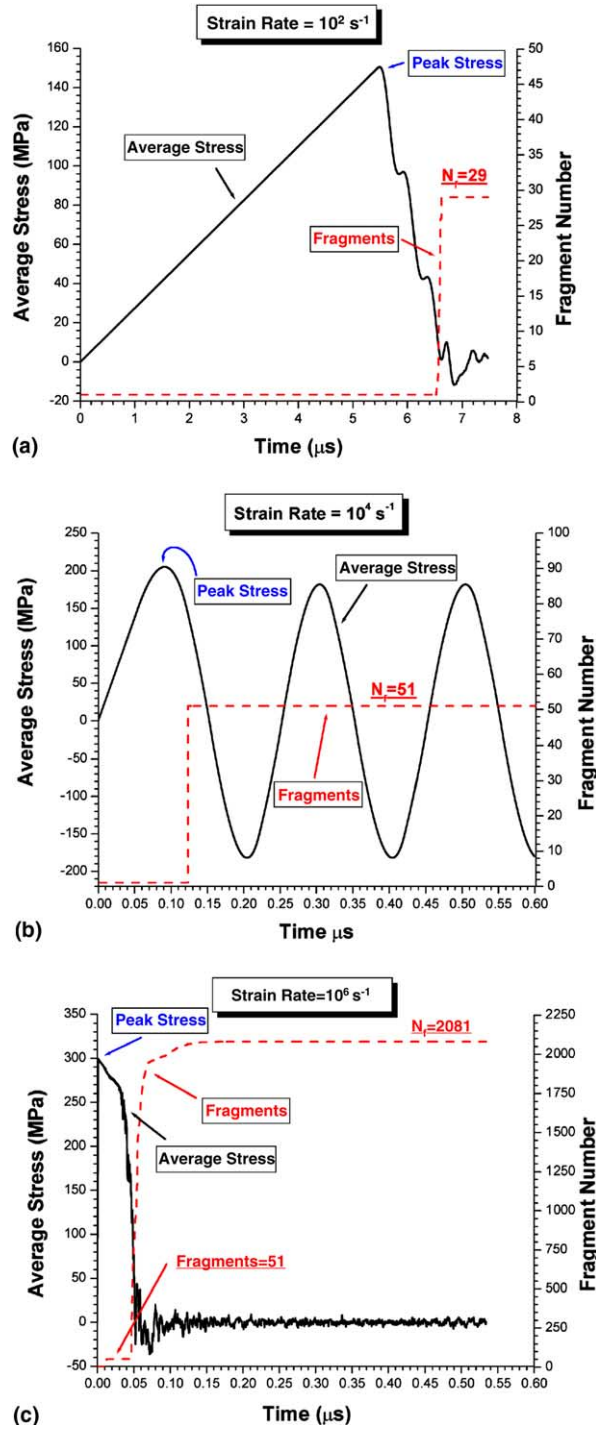 Strain Rate = 10² s⁻¹
160
140
120
100
80
60
40
20
0
-20
Average Stress (MPa)
50
45
40
35
30
25
20
15
10
5
0
Fragment Number
Peak Stress
Average Stress
N_f=29
Fragments
0 1 2 3 4 5 6 7 8
Time (μs)
(a)
Strain Rate = 10⁴ s⁻¹
250
200
150
100
50
0
-50
-100
-150
-200
Average Stress (MPa)
100
90
80
70
60
50
40
30
20
10
0
Fragment Number
Peak Stress
Average Stress
N_f=51
Fragments
0.00 0.05 0.10 0.15 0.20 0.25 0.30 0.35 0.40 0.45 0.50 0.55 0.60
Time μs
(b)
Strain Rate=10⁶ s⁻¹
350
300
250
200
150
100
50
0
-50
Average Stress (MPa)
2250
2000
1750
1500
1250
1000
750
500
250
0
Fragment Number
Peak Stress
N_f=2081
Fragments
Average Stress
Fragments=51
0.00 0.05 0.10 0.15 0.20 0.25 0.30 0.35 0.40 0.45 0.50 0.55 0.60
Time (μs)
(c)